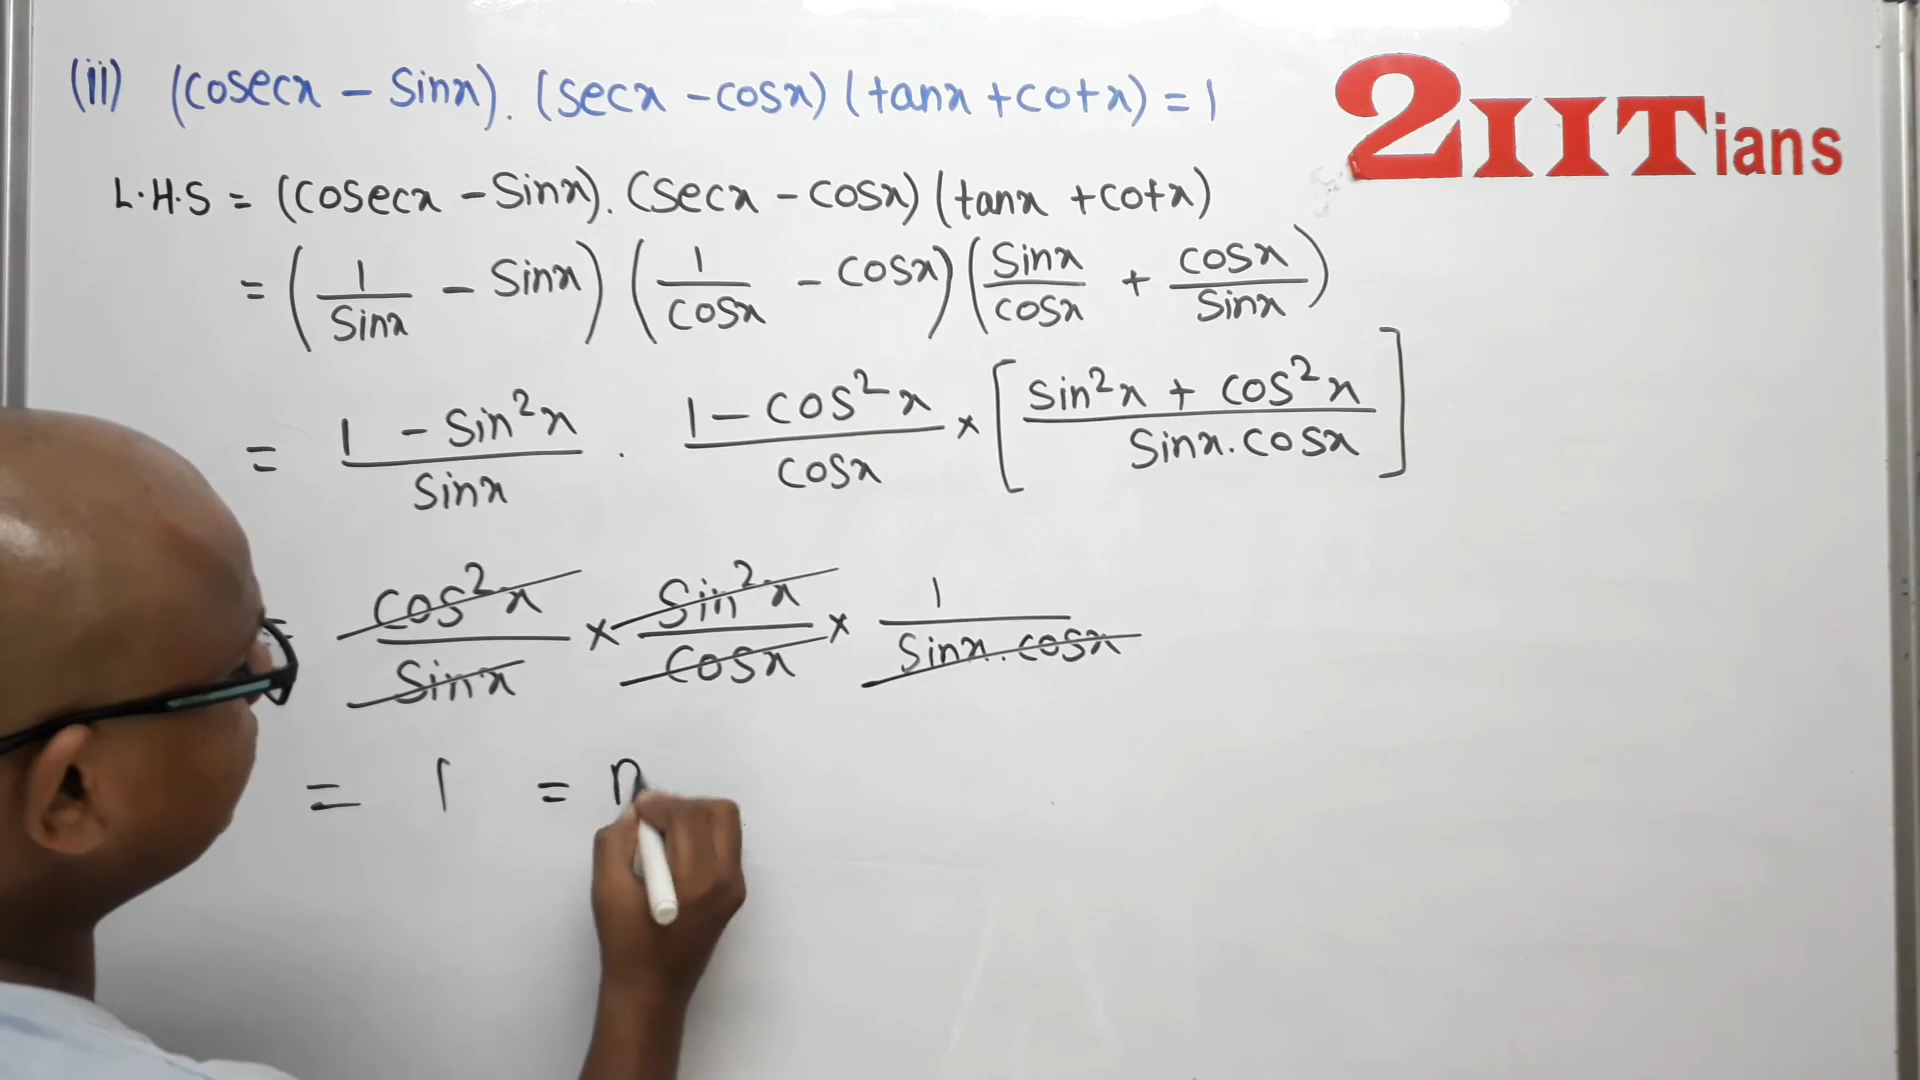 (ii) (cosecx - sinx). (secx - cosx) (tanx + cotx) = 1
2IITians
L.H.S = (cosecx - sinx). (secx - cosx) (tanx + cotx)
= (1/sinx - sinx) (1/cosx - cosx) (sinx/cosx + cosx/sinx)
= 1 - sin²x/sinx . 1 - cos²x/cosx × [sin²x + cos²x/sinx.cosx]
= cos²x/sinx × sin²x/cosx × 1/sinx.cosx
= 1 =